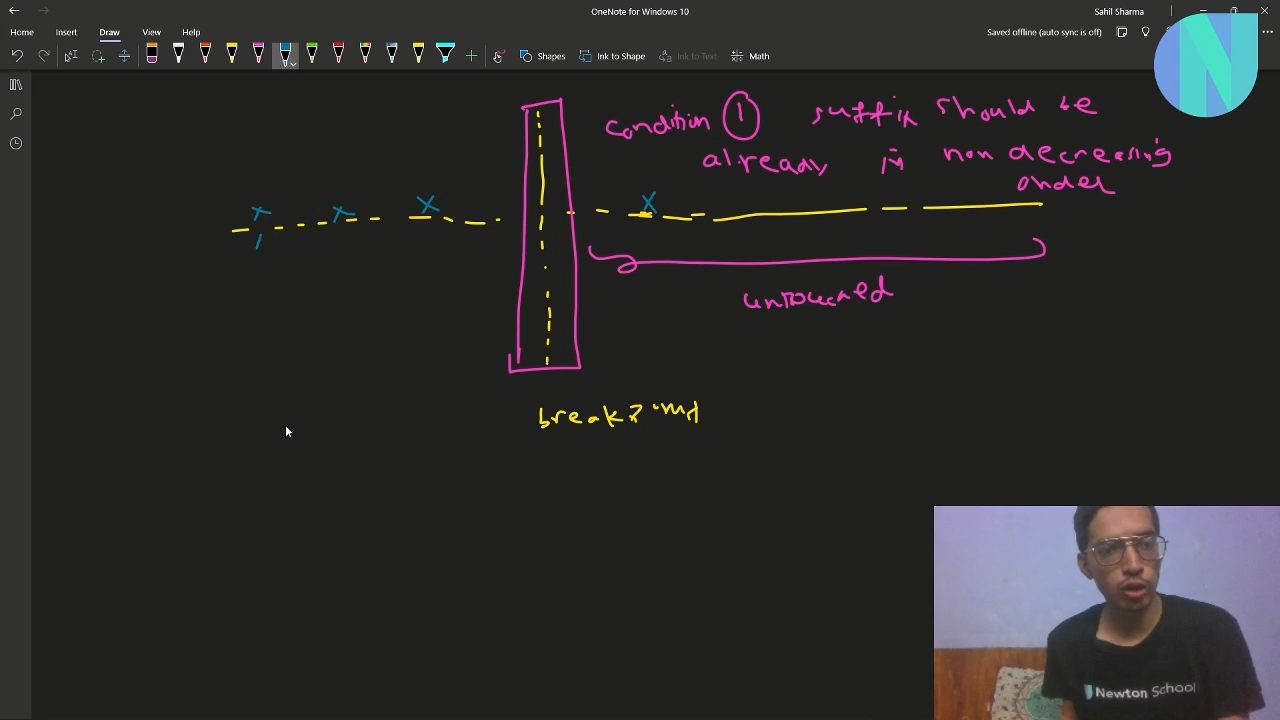 OneNote for Windows 10
Sahil Sharma
Home Insert Draw View Help
Saved offline (auto sync is off)
Shapes Ink to Shape Ink to Text Math
condition 1 suffix should be
already in non decreasing
order
untouched
Newton School